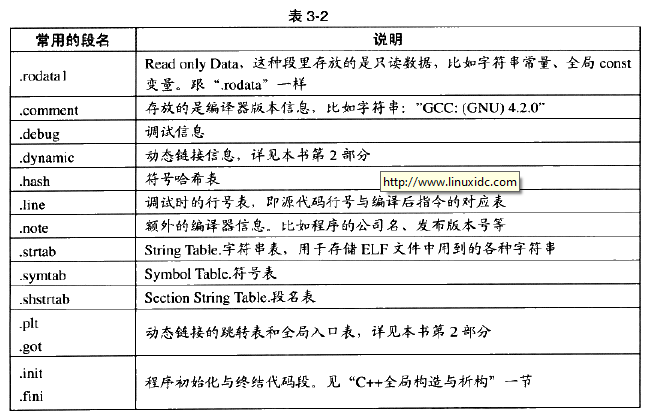 表 3-2
常用的段名 说明
.rodata1 Read only Data，这种段里存放的是只读数据，比如字符串常量、全局 const
变量。跟“.rodata”一样
.comment 存放的是编译器版本信息，比如字符串："GCC: (GNU) 4.2.0"
.debug 调试信息
.dynamic 动态链接信息，详见本书第 2 部分
.hash 符号哈希表
http://www.linuxidc.com
.line 调试时的行号表，即源代码行号与编译后指令的对应表
.note 额外的编译器信息。比如程序的公司名、发布版本号等
.strtab String Table.字符串表，用于存储 ELF 文件中用到的各种字符串
.symtab Symbol Table.符号表
.shstrtab Section String Table.段名表
.plt
.got 动态链接的跳转表和全局入口表，详见本书第 2 部分
.init
.fini 程序初始化与终结代码段。见“C++全局构造与析构”一节